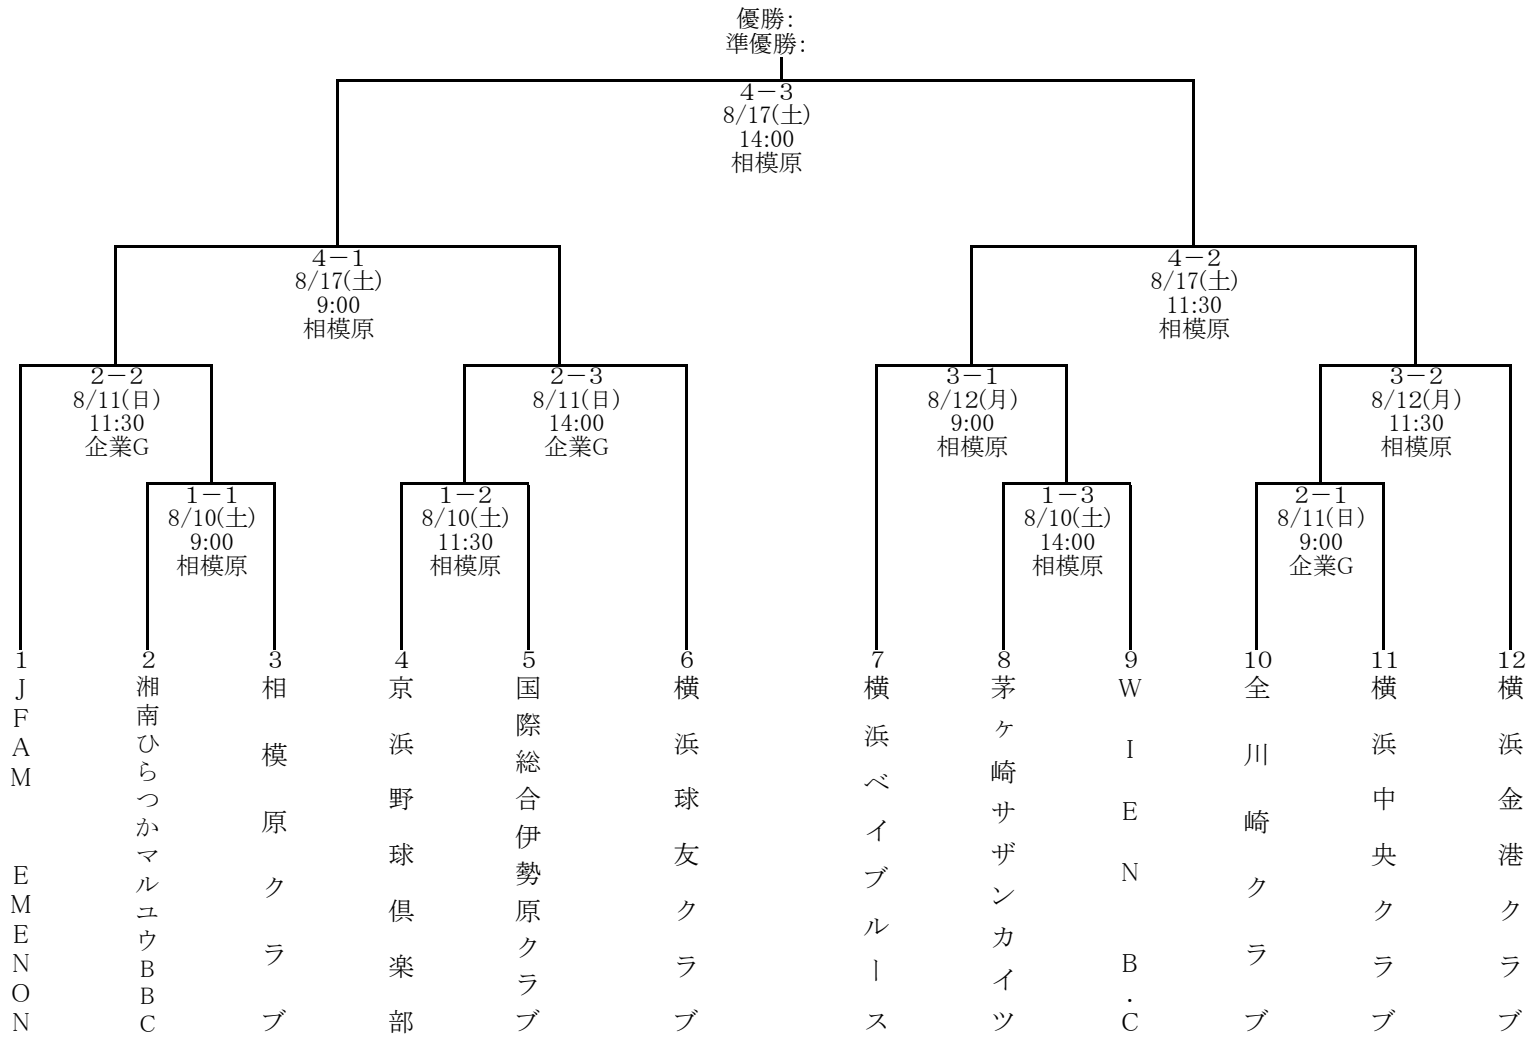 優勝:
準優勝:
4－3
8/17(土)
14:00
相模原
4－1
8/17(土)
9:00
相模原
4－2
8/17(土)
11:30
相模原
2－2
8/11(日)
11:30
企業G
2－3
8/11(日)
14:00
企業G
3－1
8/12(月)
9:00
相模原
3－2
8/12(月)
11:30
相模原
1－1
8/10(土)
9:00
相模原
1－2
8/10(土)
11:30
相模原
1－3
8/10(土)
14:00
相模原
2－1
8/11(日)
9:00
企業G
1
JFAM EMENON
2
湘南ひらつかマルユウBBC
3
相模原クラブ
4
京浜野球倶楽部
5
国際総合伊勢原クラブ
6
横浜球友クラブ
7
横浜ベイブルース
8
茅ヶ崎サザンカイツ
9
WIEN B.C
10
全川崎クラブ
11
横浜中央クラブ
12
横浜金港クラブ